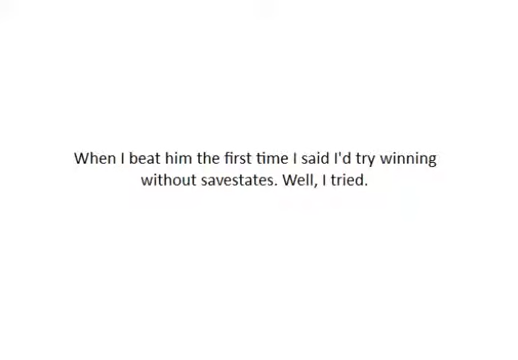 When I beat him the first time I said I'd try winning
without savestates. Well, I tried.